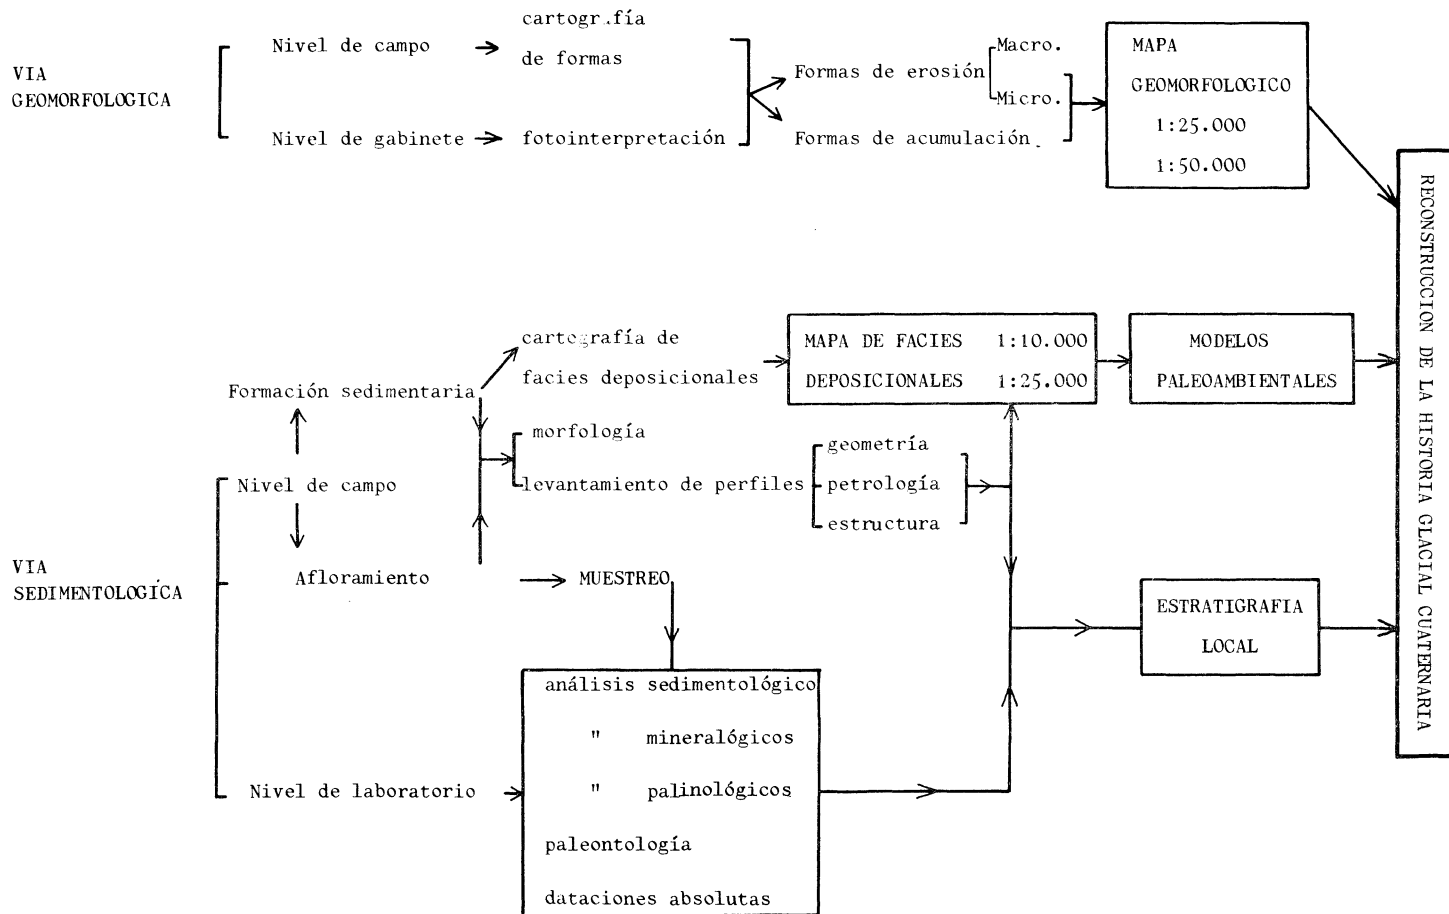 VIA
GEOMORFOLOGICA
Nivel de campo
cartografía
de formas
Nivel de gabinete
fotointerpretación
Formas de erosión
Macro.
Micro.
Formas de acumulación
MAPA
GEOMORFOLOGICO
1:25.000
1:50.000
VIA
SEDIMENTOLOGICA
Formación sedimentaria
Nivel de campo
Afloramiento
Nivel de laboratorio
cartografía de
facies deposicionales
morfología
levantamiento de perfiles
geometría
petrología
estructura
MUESTREO
análisis sedimentológico
" mineralógicos
" palinológicos
paleontología
dataciones absolutas
MAPA DE FACIES 1:10.000
DEPOSICIONALES 1:25.000
MODELOS
PALEOAMBIENTALES
ESTRATIGRAFIA
LOCAL
RECONSTRUCCION DE LA HISTORIA GLACIAL CUATERNARIA